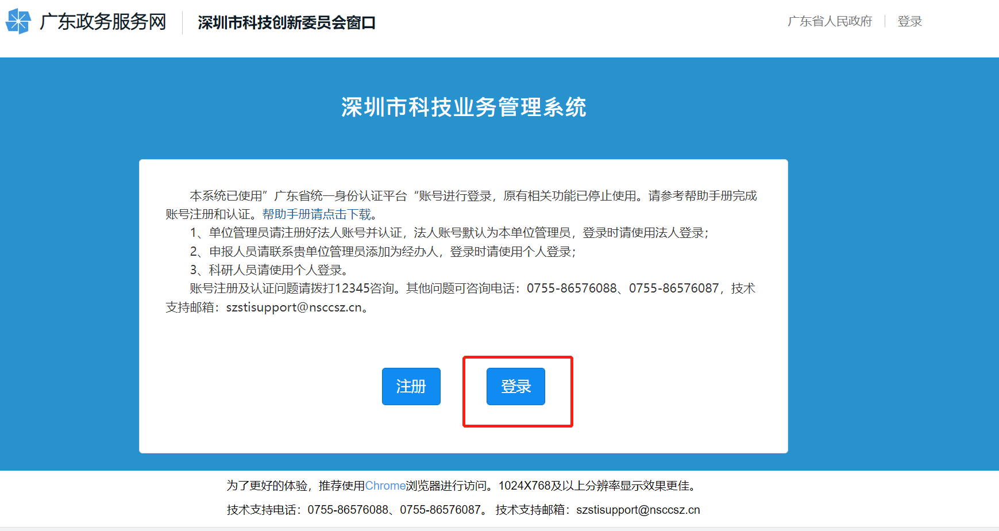 广东政务服务网
深圳市科技创新委员会窗口
广东省人民政府
登录
深圳市科技业务管理系统
本系统已使用”广东省统一身份认证平台“账号进行登录，原有相关功能已停止使用。请参考帮助手册完成
账号注册和认证。帮助手册请点击下载。
1、单位管理员请注册好法人账号并认证，法人账号默认为本单位管理员，登录时请使用法人登录；
2、申报人员请联系贵单位管理员添加为经办人，登录时请使用个人登录；
3、科研人员请使用个人登录。
账号注册及认证问题请拨打12345咨询。其他问题可咨询电话：0755-86576088、0755-86576087，技术
支持邮箱：szstisupport@nsccsz.cn。
注册
登录
为了更好的体验，推荐使用Chrome浏览器进行访问。1024X768及以上分辨率显示效果更佳。
技术支持电话：0755-86576088、0755-86576087。 技术支持邮箱：szstisupport@nsccsz.cn